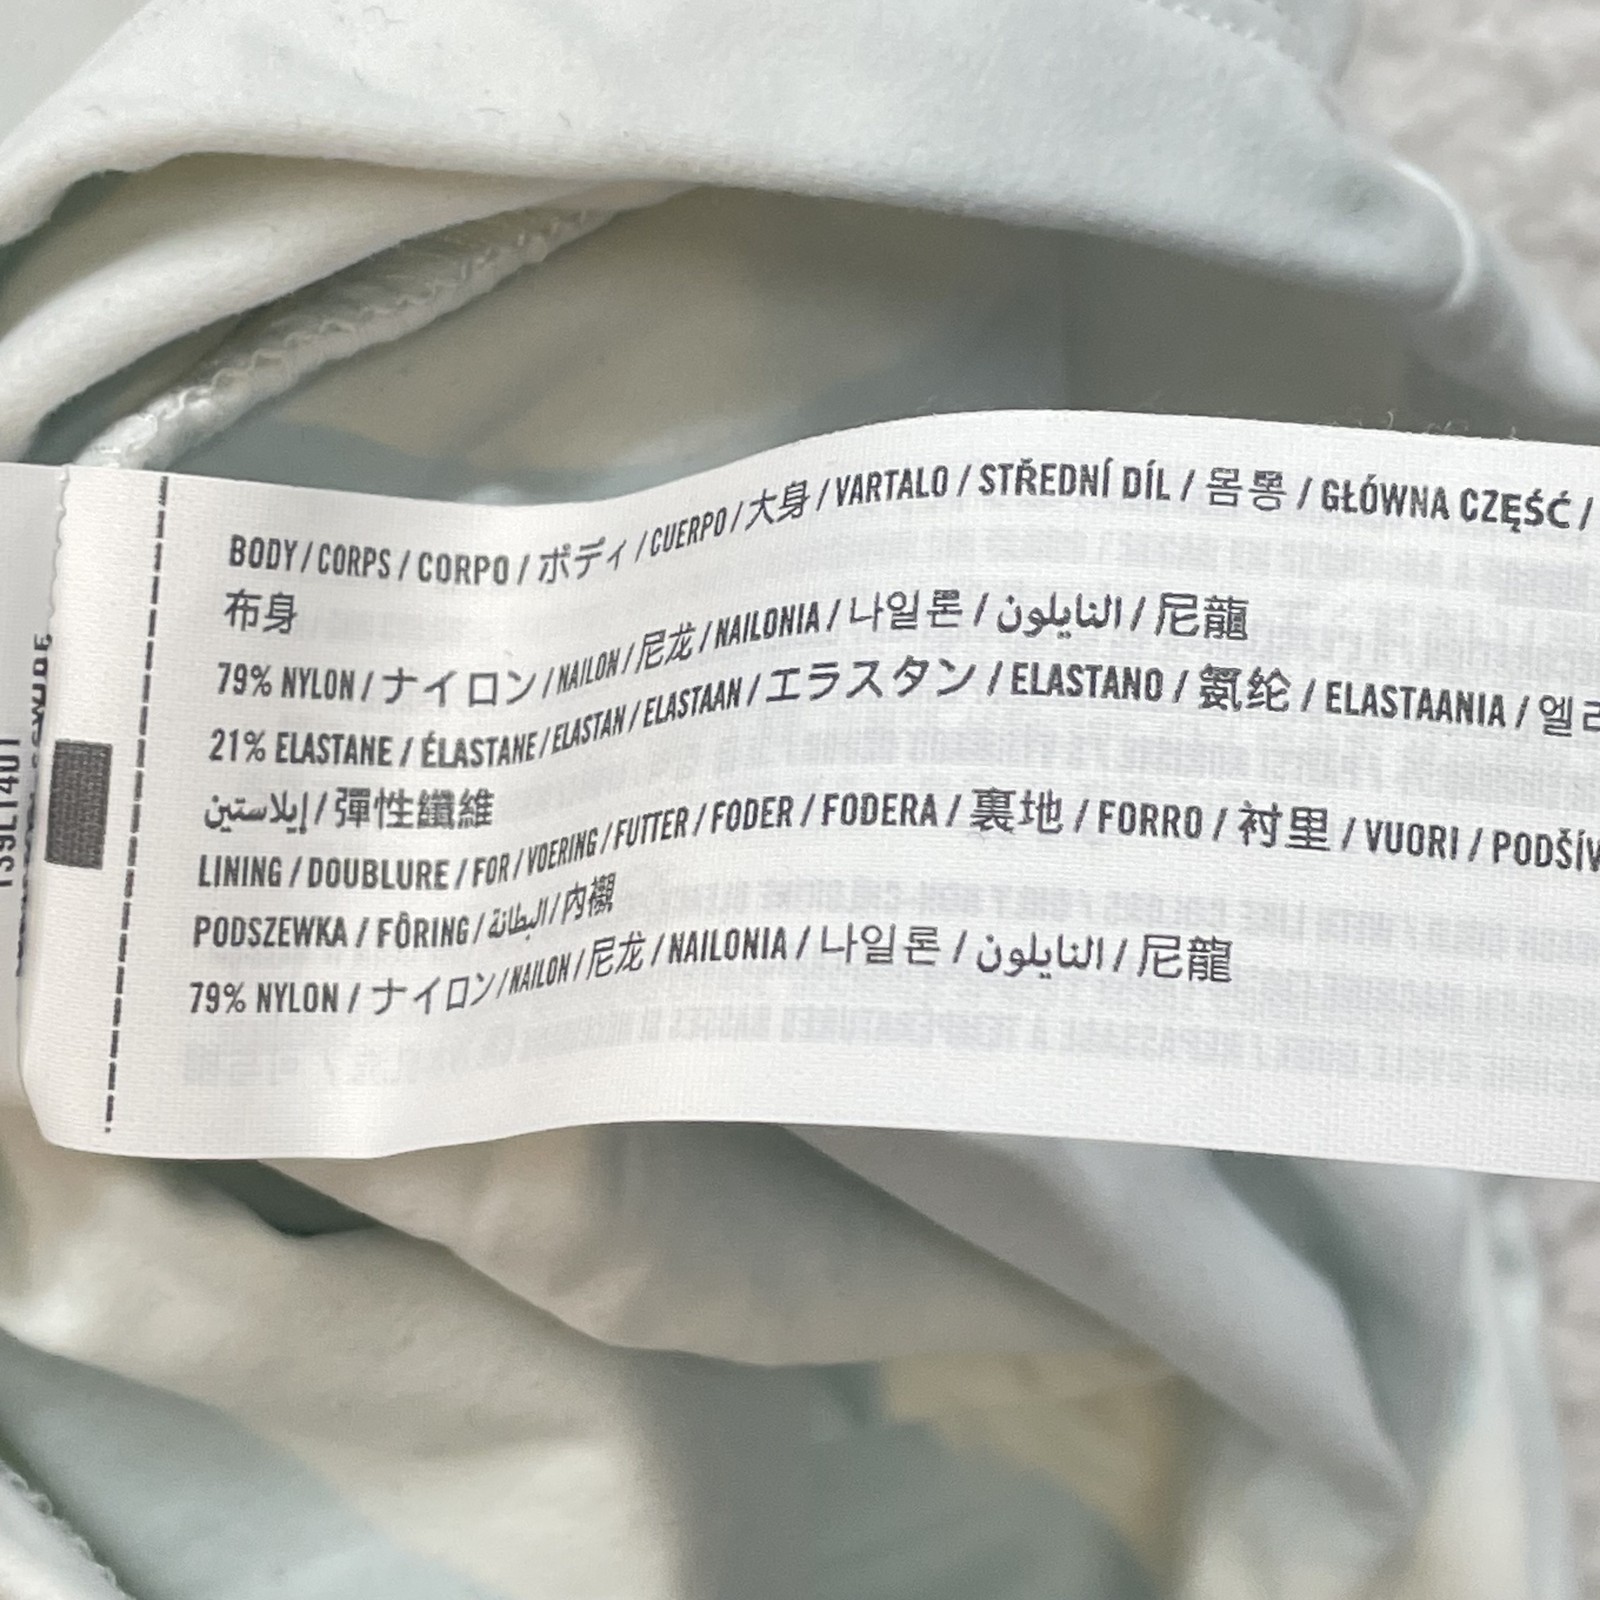 BODY / CORPS / CORPO / ボディ / CUERPO / 大身 / VARTALO / STŘEDNÍ DÍL / 몸통 / GŁÓWNA CZĘŚĆ /
布身
79% NYLON / ナイロン / NAILON / 尼龙 / NAILONIA / 나일론 / النايلون / 尼龍
21% ELASTANE / ÉLASTANE / ELASTAN / ELASTAAN / エラスタン / ELASTANO / 氨纶 / ELASTAANIA /
إيلاستين / 彈性纖維
LINING / DOUBLURE / FOR / VOERING / FUTTER / FODER / FODERA / 裏地 / FORRO / 衬里 / VUORI /
PODSZEWKA / FÔRING / البطانة / 内襯
79% NYLON / ナイロン / NAILON / 尼龙 / NAILONIA / 나일론 / النايلون / 尼龍